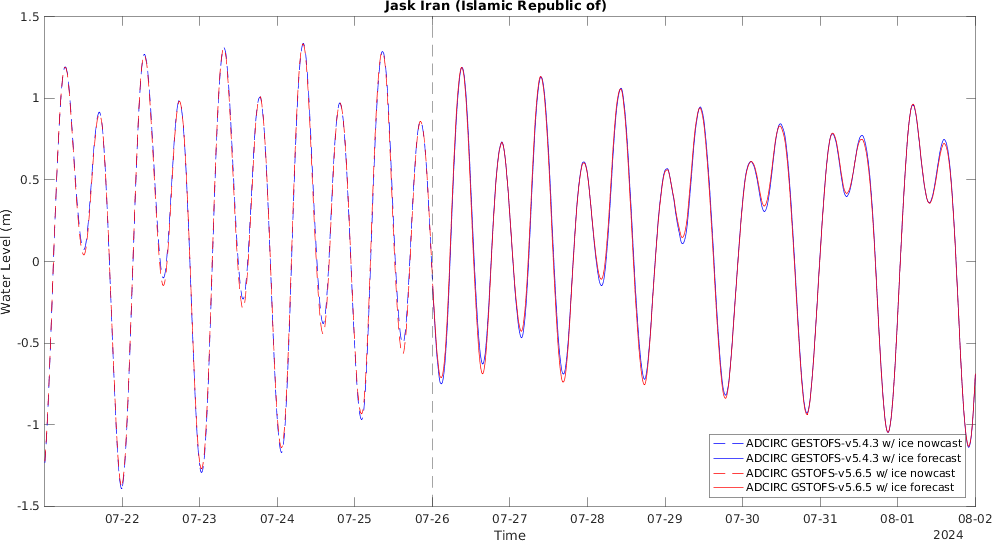 Jask Iran (Islamic Republic of)
1.5
1
0.5
0
-0.5
-1
-1.5
Water Level (m)
07-22 07-23 07-24 07-25 07-26 07-27 07-28 07-29 07-30 07-31 08-01 08-02
Time
2024
ADCIRC GESTOFS-v5.4.3 w/ ice nowcast
ADCIRC GESTOFS-v5.4.3 w/ ice forecast
ADCIRC GSTOFS-v5.6.5 w/ ice nowcast
ADCIRC GSTOFS-v5.6.5 w/ ice forecast